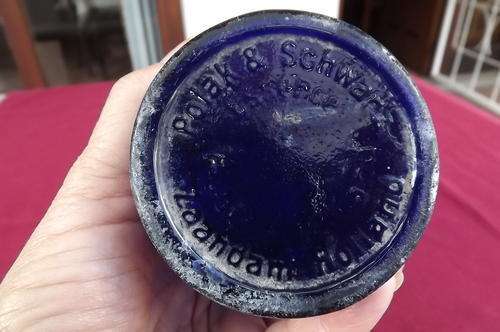 Polak & Schwarz
Zaandam Holland